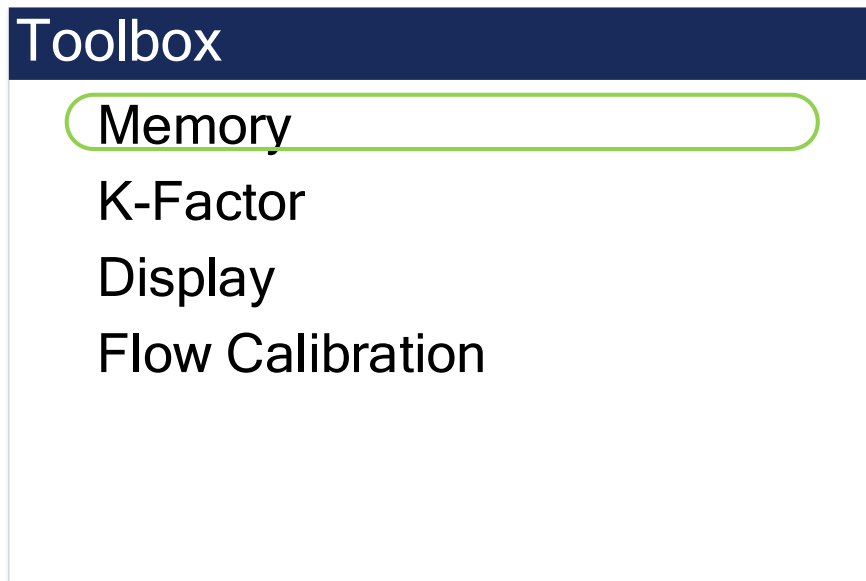 Toolbox
Memory
K-Factor
Display
Flow Calibration